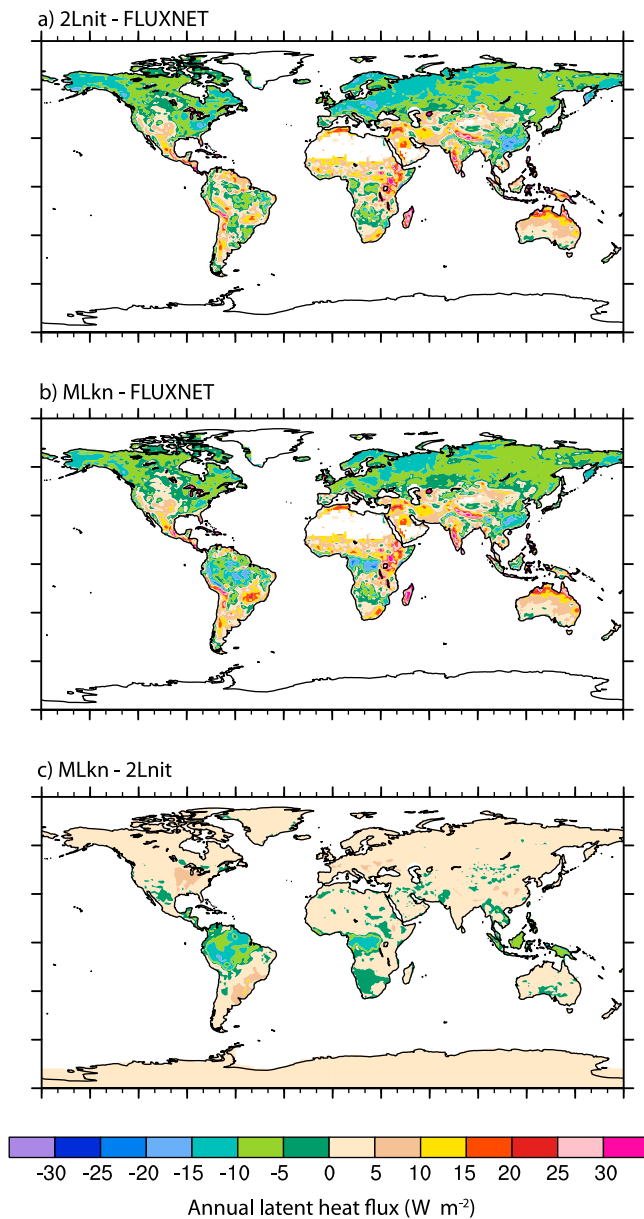 a) 2Lnit - FLUXNET
b) MLkn - FLUXNET
c) MLkn - 2Lnit
-30 -25 -20 -15 -10 -5 0 5 10 15 20 25 30
Annual latent heat flux (W m-2)